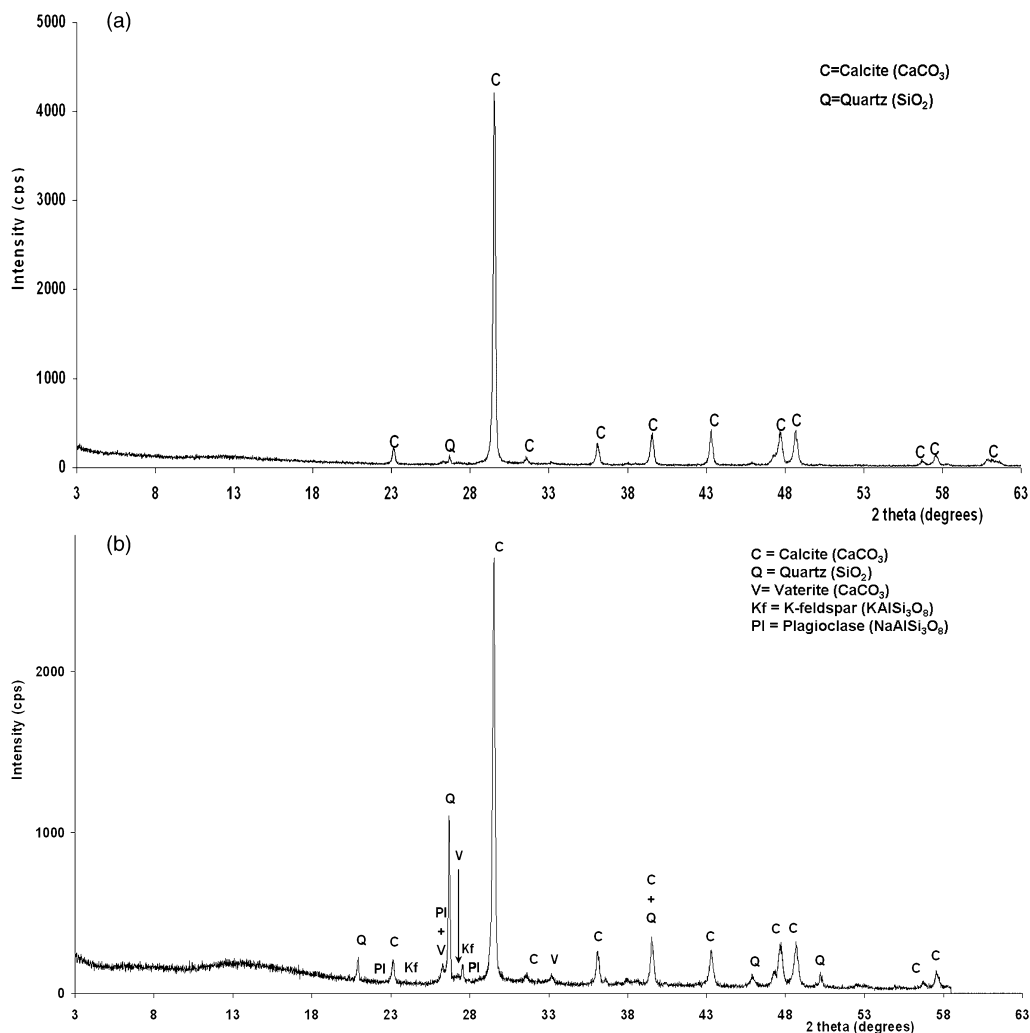 (a)
5000
4000
3000
2000
1000
0
Intensity (cps)
C=Calcite (CaCO₃)
Q=Quartz (SiO₂)
C
C
Q
C
C
C
C
C
C
C
C
C
3 8 13 18 23 28 33 38 43 48 53 58 63
2 theta (degrees)
(b)
2000
1000
0
Intensity (cps)
C = Calcite (CaCO₃)
Q = Quartz (SiO₂)
V= Vaterite (CaCO₃)
Kf = K-feldspar (KAlSi₃O₈)
Pl = Plagioclase (NaAlSi₃O₈)
C
Q
V
Q
C
Pl
Kf
Pl
+
V
Kf
Pl
C
V
C
C
+
Q
C
Q
C
C
Q
C
C
3 8 13 18 23 28 33 38 43 48 53 58 63
2 theta (degrees)